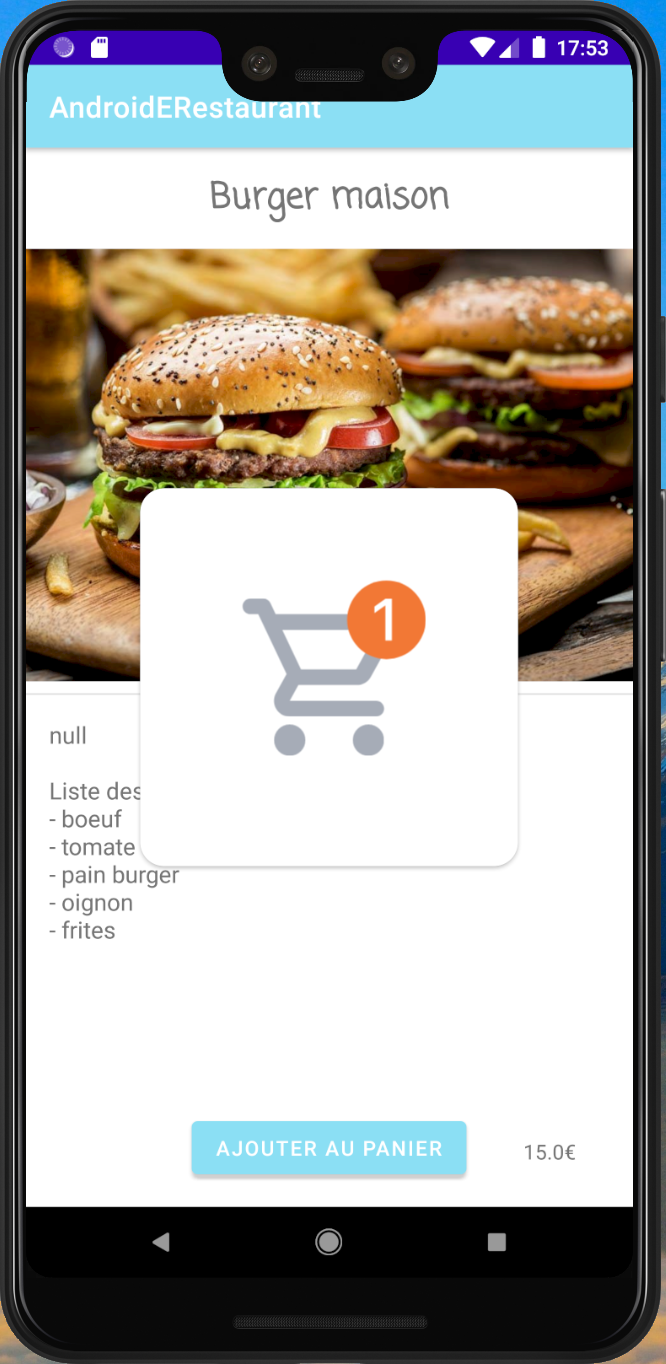 17:53
AndroidERestaurant
Burger maison
1
null
Liste des
- boeuf
- tomate
- pain burger
- oignon
- frites
AJOUTER AU PANIER
15.0€